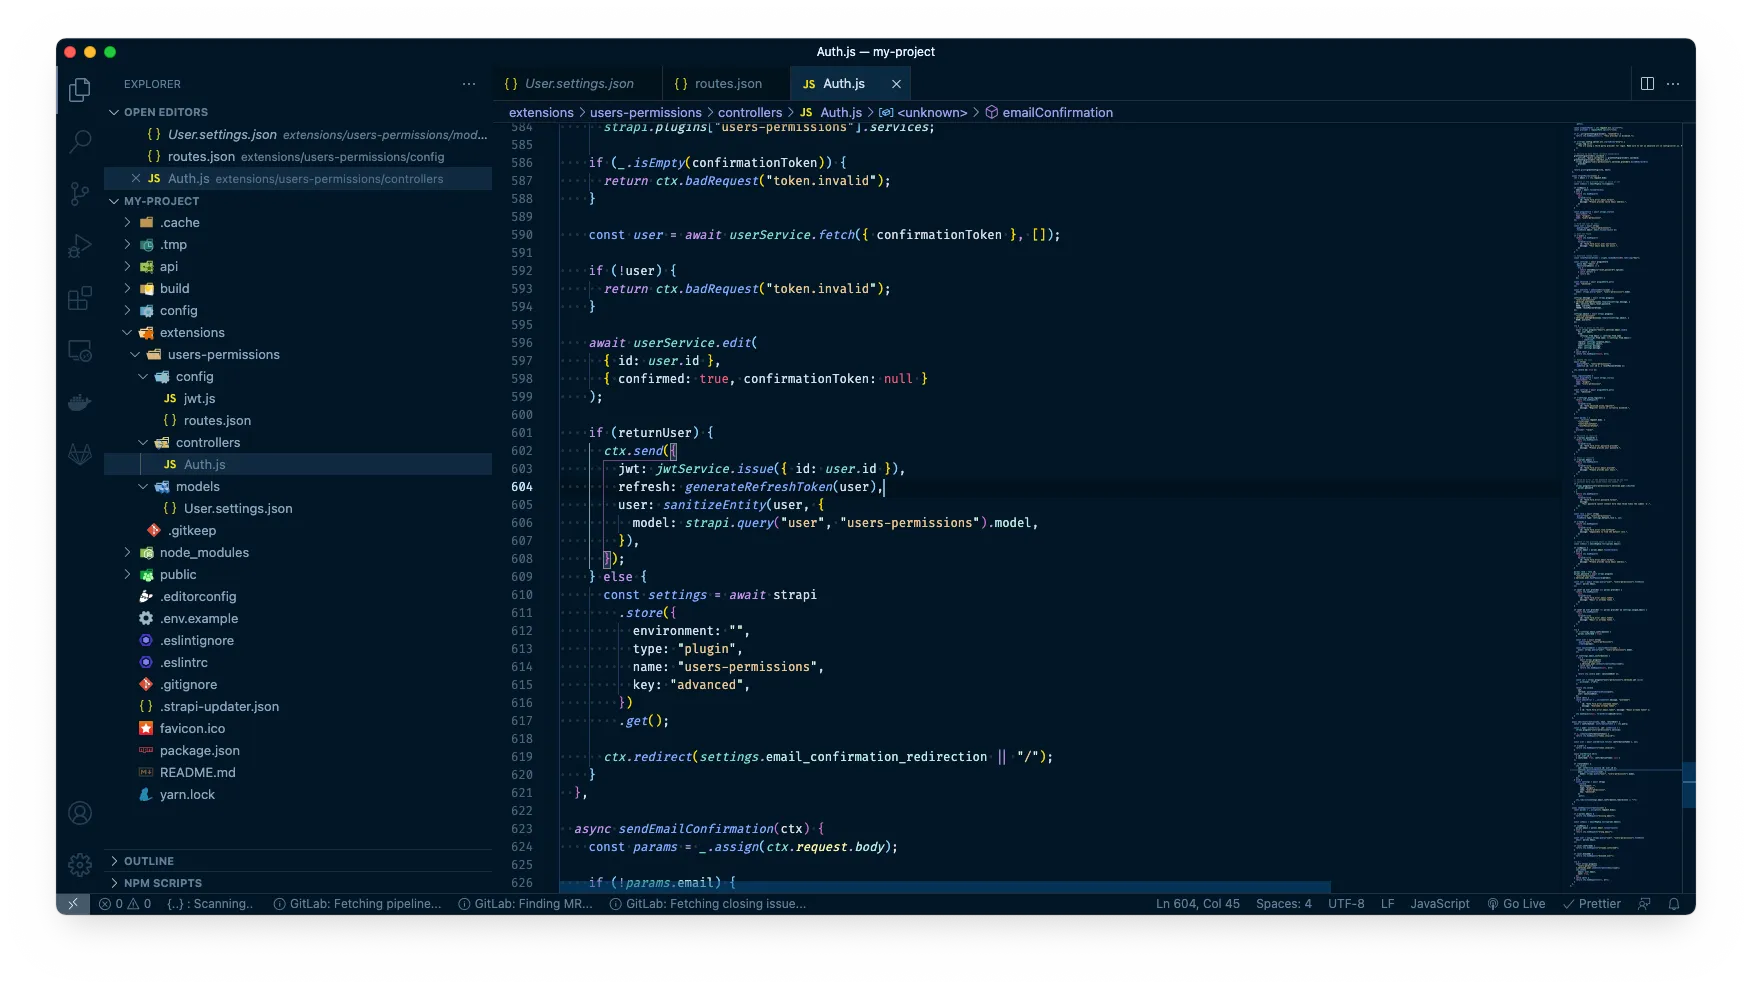 Auth.js — my-project
EXPLORER
OPEN EDITORS
User.settings.json extensions/users-permissions/mod...
routes.json extensions/users-permissions/config
JS Auth.js extensions/users-permissions/controllers
MY-PROJECT
.cache
.tmp
api
build
config
extensions
users-permissions
config
JS jwt.js
{} routes.json
controllers
JS Auth.js
models
{} User.settings.json
.gitkeep
node_modules
public
.editorconfig
.env.example
.eslintignore
.eslintrc
.gitignore
{} .strapi-updater.json
favicon.ico
package.json
README.md
yarn.lock
OUTLINE
NPM SCRIPTS
{} User.settings.json
{} routes.json
JS Auth.js
extensions > users-permissions > controllers > JS Auth.js > <unknown> > emailConfirmation
584 strapi.plugins["users-permissions"].services;
585
586 if (_.isEmpty(confirmationToken)) {
587 return ctx.badRequest("token.invalid");
588 }
589
590 const user = await userService.fetch({ confirmationToken }, []);
591
592 if (!user) {
593 return ctx.badRequest("token.invalid");
594 }
595
596 await userService.edit(
597 { id: user.id },
598 { confirmed: true, confirmationToken: null }
599 );
600
601 if (returnUser) {
602 ctx.send({
603 jwt: jwtService.issue({ id: user.id }),
604 refresh: generateRefreshToken(user),
605 user: sanitizeEntity(user, {
606 model: strapi.query("user", "users-permissions").model,
607 }),
608 });
609 } else {
610 const settings = await strapi
611 .store({
612 environment: "",
613 type: "plugin",
614 name: "users-permissions",
615 key: "advanced",
616 })
617 .get();
618
619 ctx.redirect(settings.email_confirmation_redirection || "/");
620 }
621 },
622
623 async sendEmailConfirmation(ctx) {
624 const params = _.assign(ctx.request.body);
625
626 if (!params.email) {
0 0 {..} : Scanning.. GitLab: Fetching pipeline... GitLab: Finding MR... GitLab: Fetching closing issue... Ln 604, Col 45 Spaces: 4 UTF-8 LF JavaScript Go Live Prettier